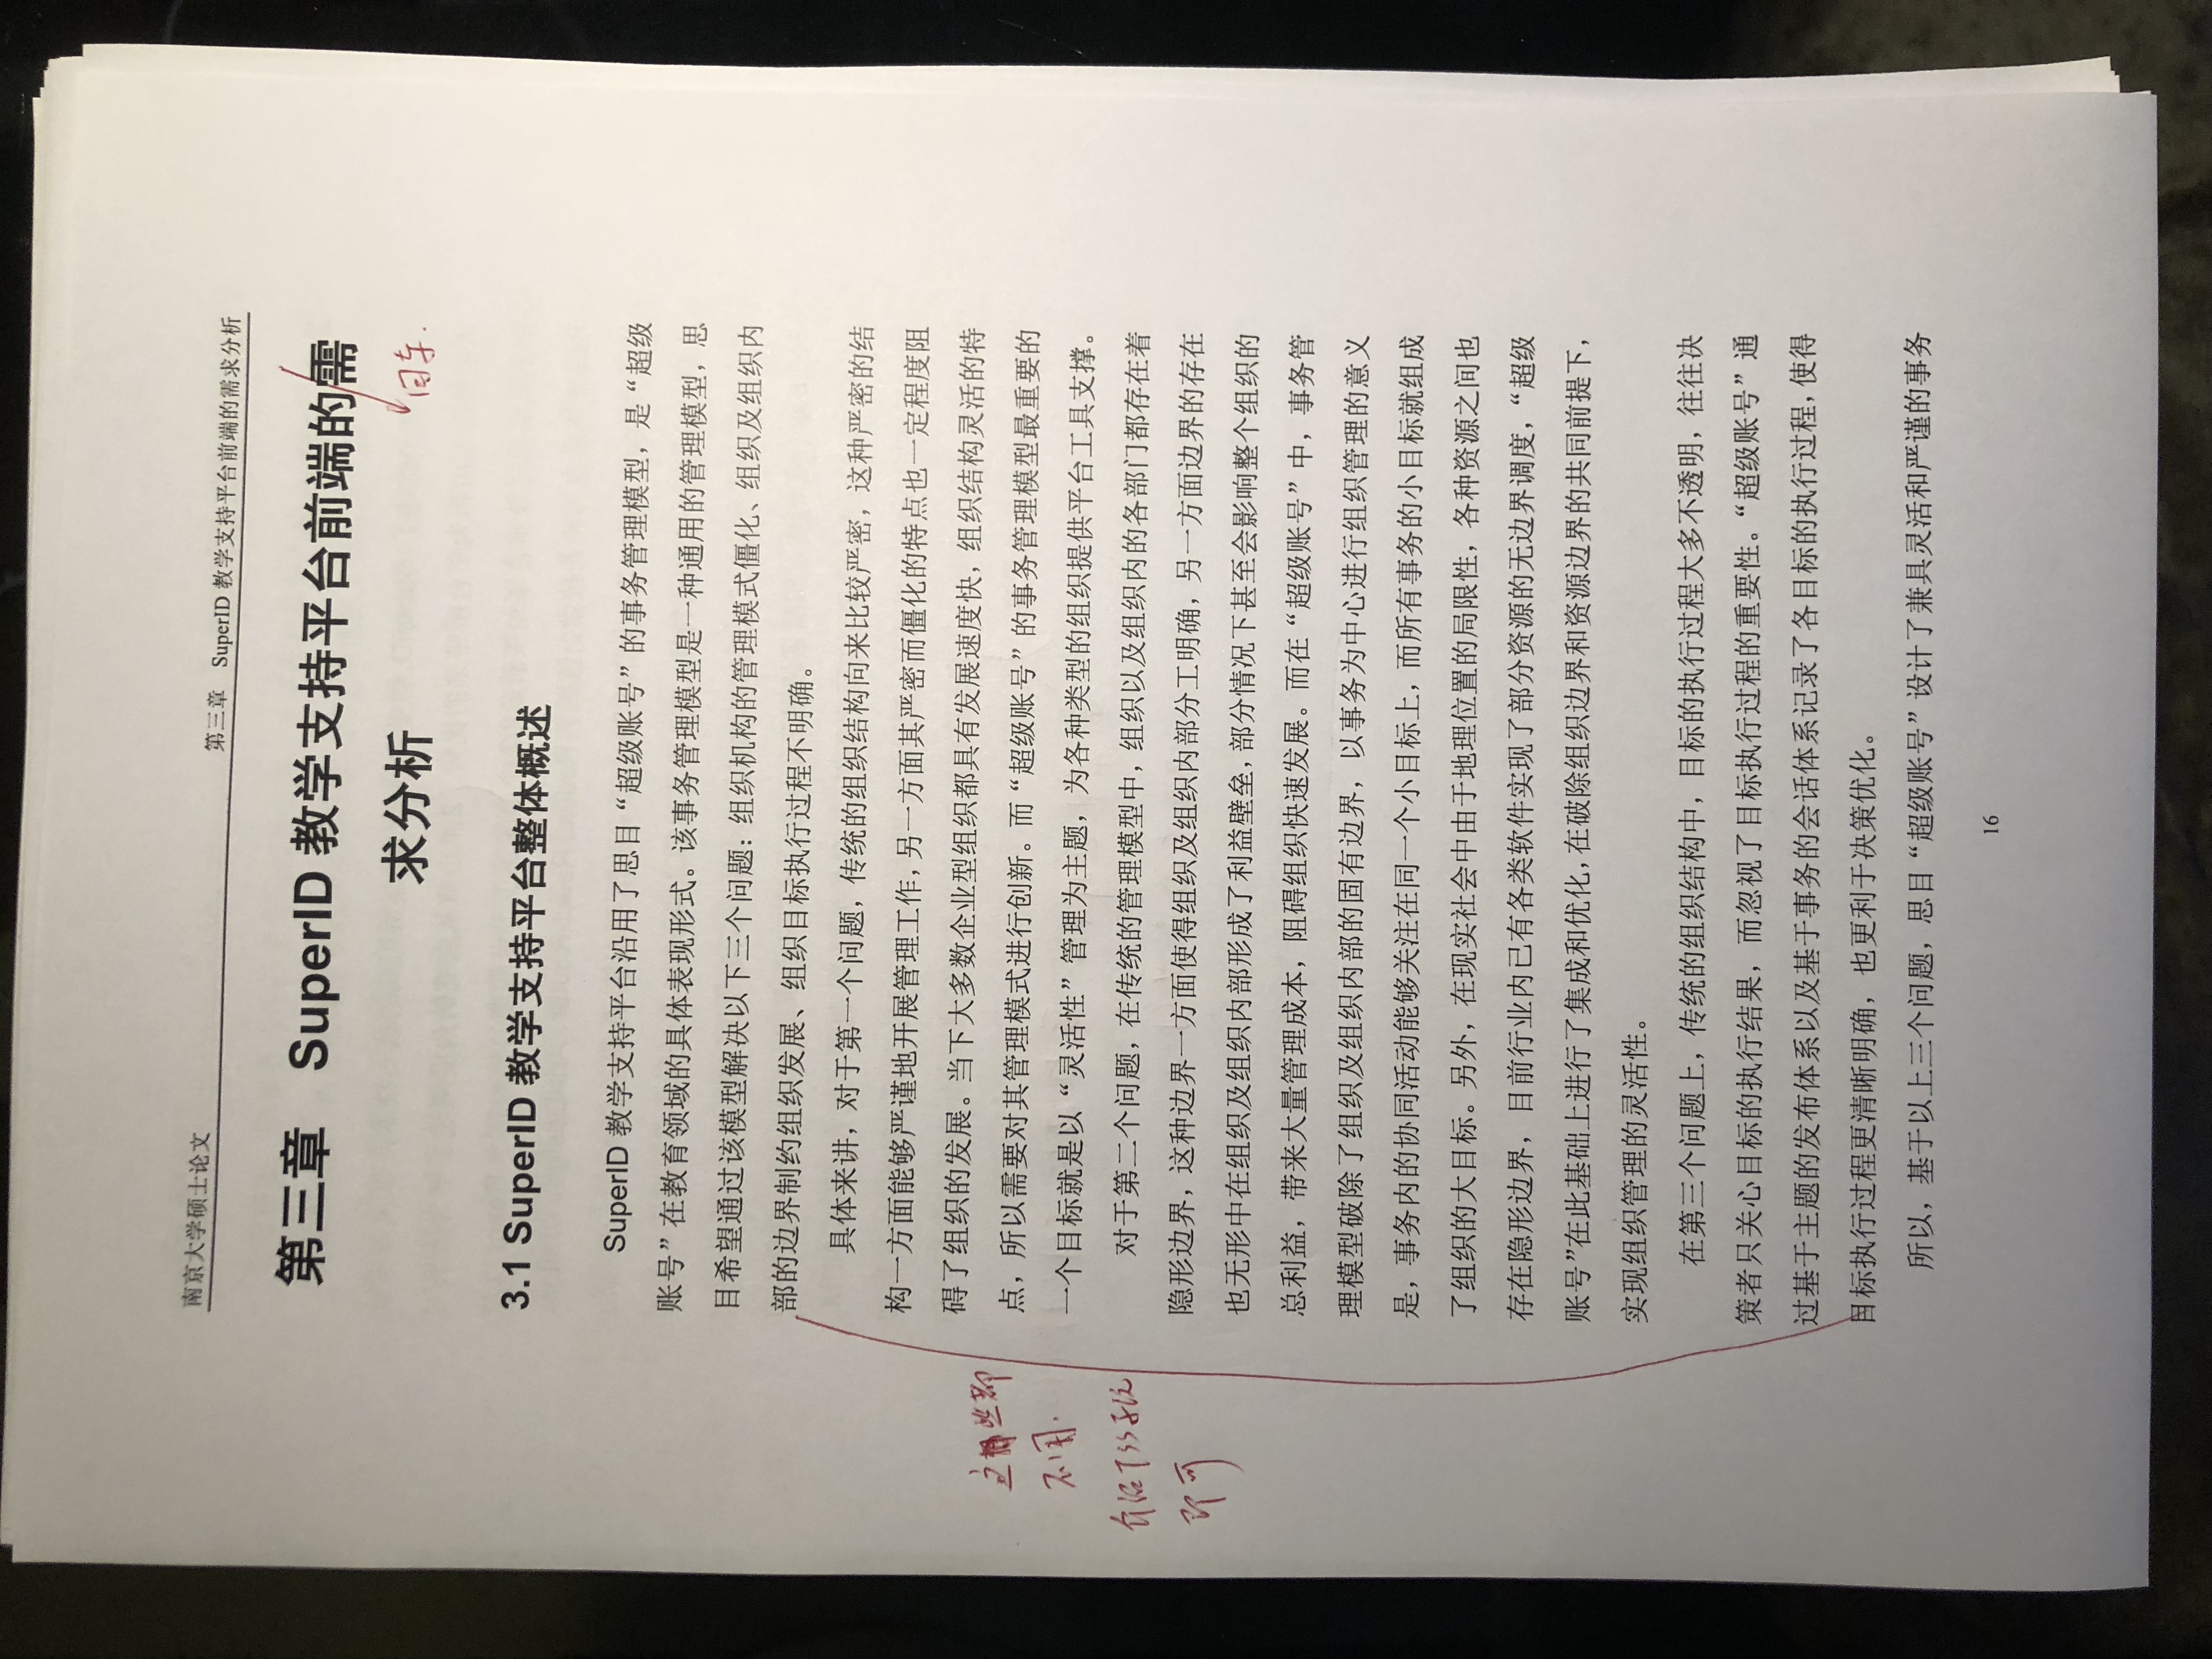 南京大学硕士论文
第三章　SuperID 教学支持平台前端的需求分析
第三章　SuperID 教学支持平台前端的需
求分析
回车.
3.1 SuperID 教学支持平台整体概述
SuperID 教学支持平台沿用了思目“超级账号”的事务管理模型，是“超级
账号”在教育领域的具体表现形式。该事务管理模型是一种通用的管理模型，思
目希望通过该模型解决以下三个问题：组织机构的管理模式僵化、组织及组织内
部的边界制约组织发展、组织目标执行过程不明确。
具体来讲，对于第一个问题，传统的组织结构向来比较严密，这种严密的结
构一方面能够严谨地开展管理工作，另一方面其严密而僵化的特点也一定程度阻
碍了组织的发展。当下大多数企业型组织都具有发展速度快，组织结构灵活的特
点，所以需要对其管理模式进行创新。而“超级账号”的事务管理模型最重要的
一个目标就是以“灵活性”管理为主题，为各种类型的组织提供平台工具支撑。
这些都
不用.
介绍TSS系统
即可
对于第二个问题，在传统的管理模型中，组织以及组织内的各部门都存在着
隐形边界，这种边界一方面使得组织及组织内部分工明确，另一方面边界的存在
也无形中在组织及组织内部形成了利益壁垒，部分情况下甚至会影响整个组织的
总利益，带来大量管理成本，阻碍组织快速发展。而在“超级账号”中，事务管
理模型破除了组织及组织内部的固有边界，以事务为中心进行组织管理的意义
是，事务内的协同活动能够关注在同一个小目标上，而所有事务的小目标就组成
了组织的大目标。另外，在现实社会中由于地理位置的局限性，各种资源之间也
存在隐形边界，目前行业内已有各类软件实现了部分资源的无边界调度，“超级
账号”在此基础上进行了集成和优化，在破除组织边界和资源边界的共同前提下，
实现组织管理的灵活性。
在第三个问题上，传统的组织结构中，目标的执行过程大多不透明，往往决
策者只关心目标的执行结果，而忽视了目标执行过程的重要性。“超级账号”通
过基于主题的发布体系以及基于事务的会话体系记录了各目标的执行过程，使得
目标执行过程更清晰明确，也更利于决策优化。
所以，基于以上三个问题，思目“超级账号”设计了兼具灵活和严谨的事务
16